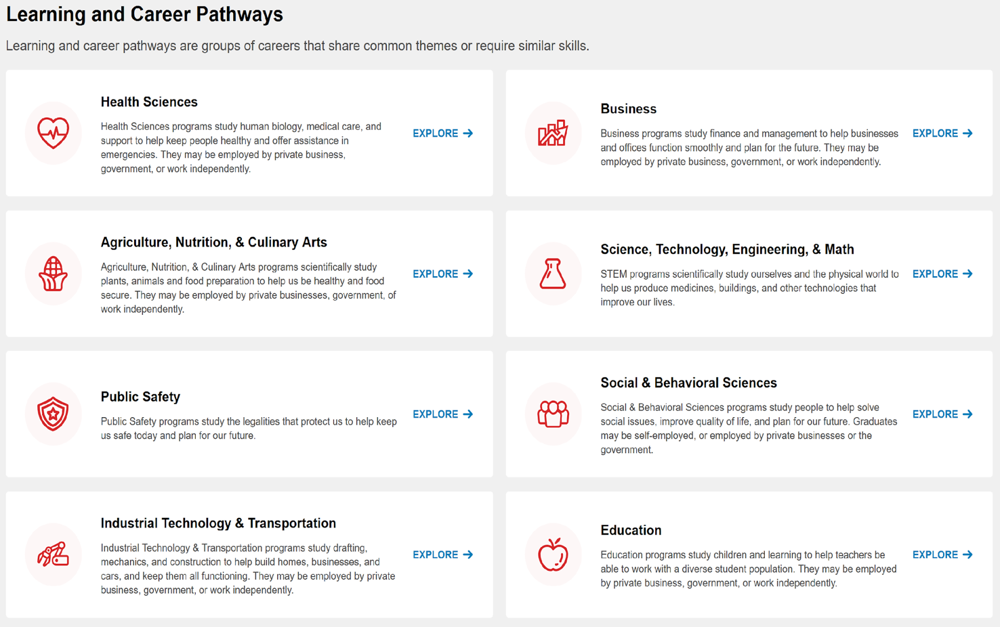 Learning and Career Pathways
Learning and career pathways are groups of careers that share common themes or require similar skills.
Health Sciences
Health Sciences programs study human biology, medical care, and
support to help keep people healthy and offer assistance in
emergencies. They may be employed by private business,
government, or work independently.
EXPLORE →
Business
Business programs study finance and management to help businesses
and offices function smoothly and plan for the future. They may be
employed by private business, government, or work independently.
EXPLORE →
Agriculture, Nutrition, & Culinary Arts
Agriculture, Nutrition, & Culinary Arts programs scientifically study
plants, animals and food preparation to help us be healthy and food
secure. They may be employed by private businesses, government, of
work independently.
EXPLORE →
Science, Technology, Engineering, & Math
STEM programs scientifically study ourselves and the physical world to
help us produce medicines, buildings, and other technologies that
improve our lives.
EXPLORE →
Public Safety
Public Safety programs study the legalities that protect us to help keep
us safe today and plan for our future.
EXPLORE →
Social & Behavioral Sciences
Social & Behavioral Sciences programs study people to help solve
social issues, improve quality of life, and plan for our future. Graduates
may be self-employed, or employed by private businesses or the
government.
EXPLORE →
Industrial Technology & Transportation
Industrial Technology & Transportation programs study drafting,
mechanics, and construction to help build homes, businesses, and
cars, and keep them all functioning. They may be employed by private
business, government, or work independently.
EXPLORE →
Education
Education programs study children and learning to help teachers be
able to work with a diverse student population. They may be employed
by private business, government, or work independently.
EXPLORE →